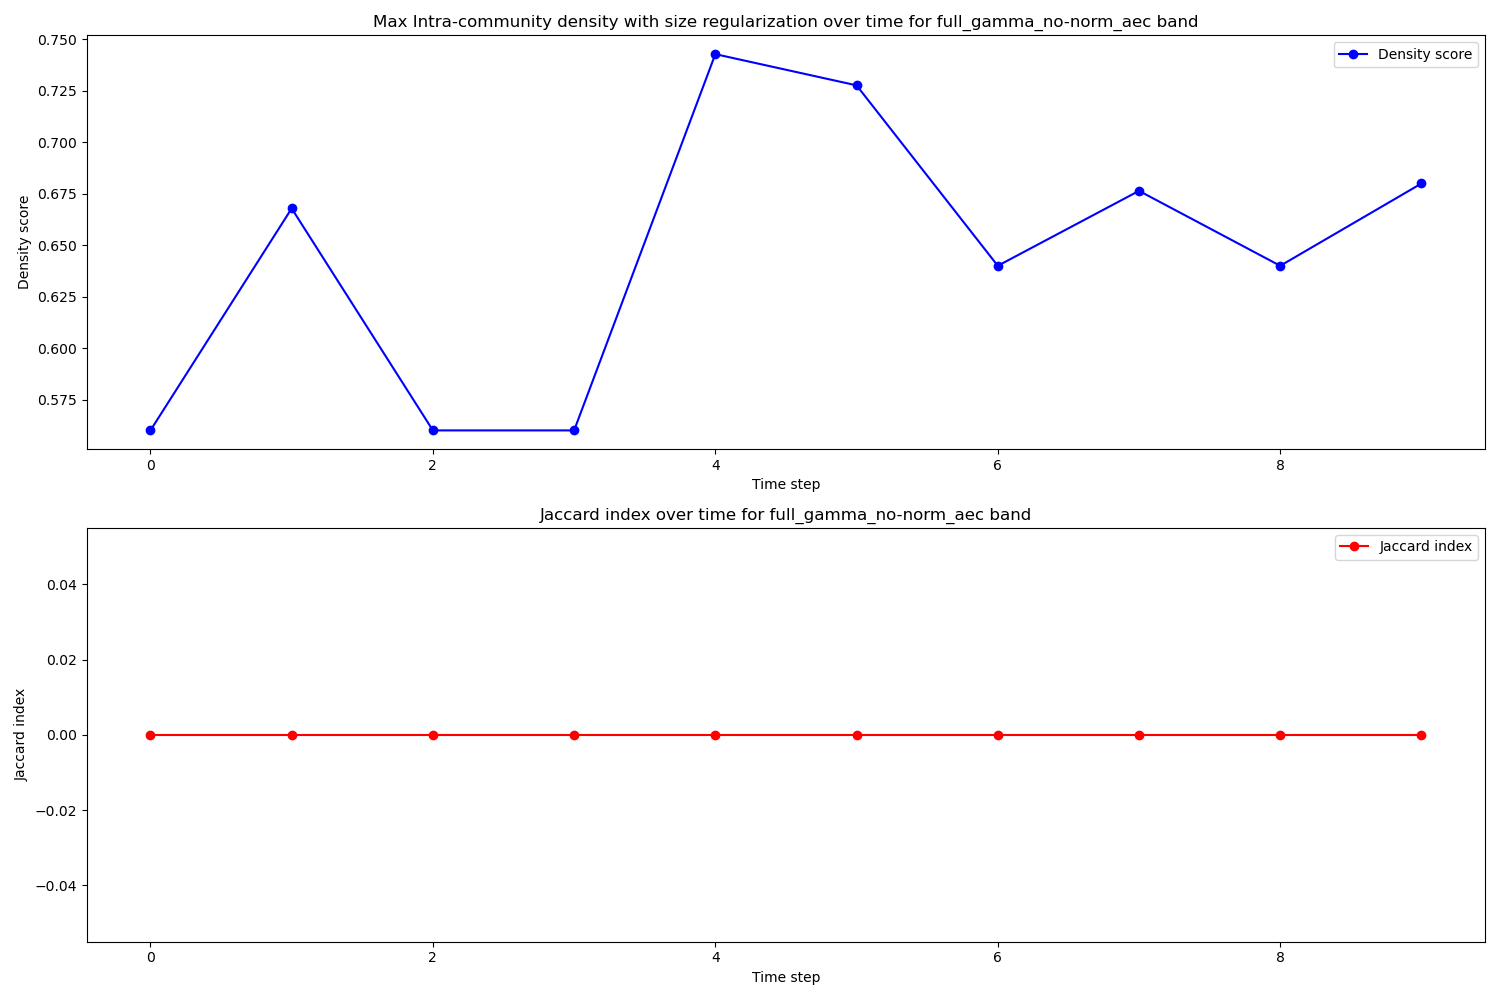 Max Intra-community density with size regularization over time for full_gamma_no-norm_aec band
0.750
0.725
0.700
0.675
0.650
0.625
0.600
0.575
Density score
Density score
0 2 4 6 8
Time step
Jaccard index over time for full_gamma_no-norm_aec band
0.04
0.02
0.00
−0.02
−0.04
Jaccard index
Jaccard index
0 2 4 6 8
Time step